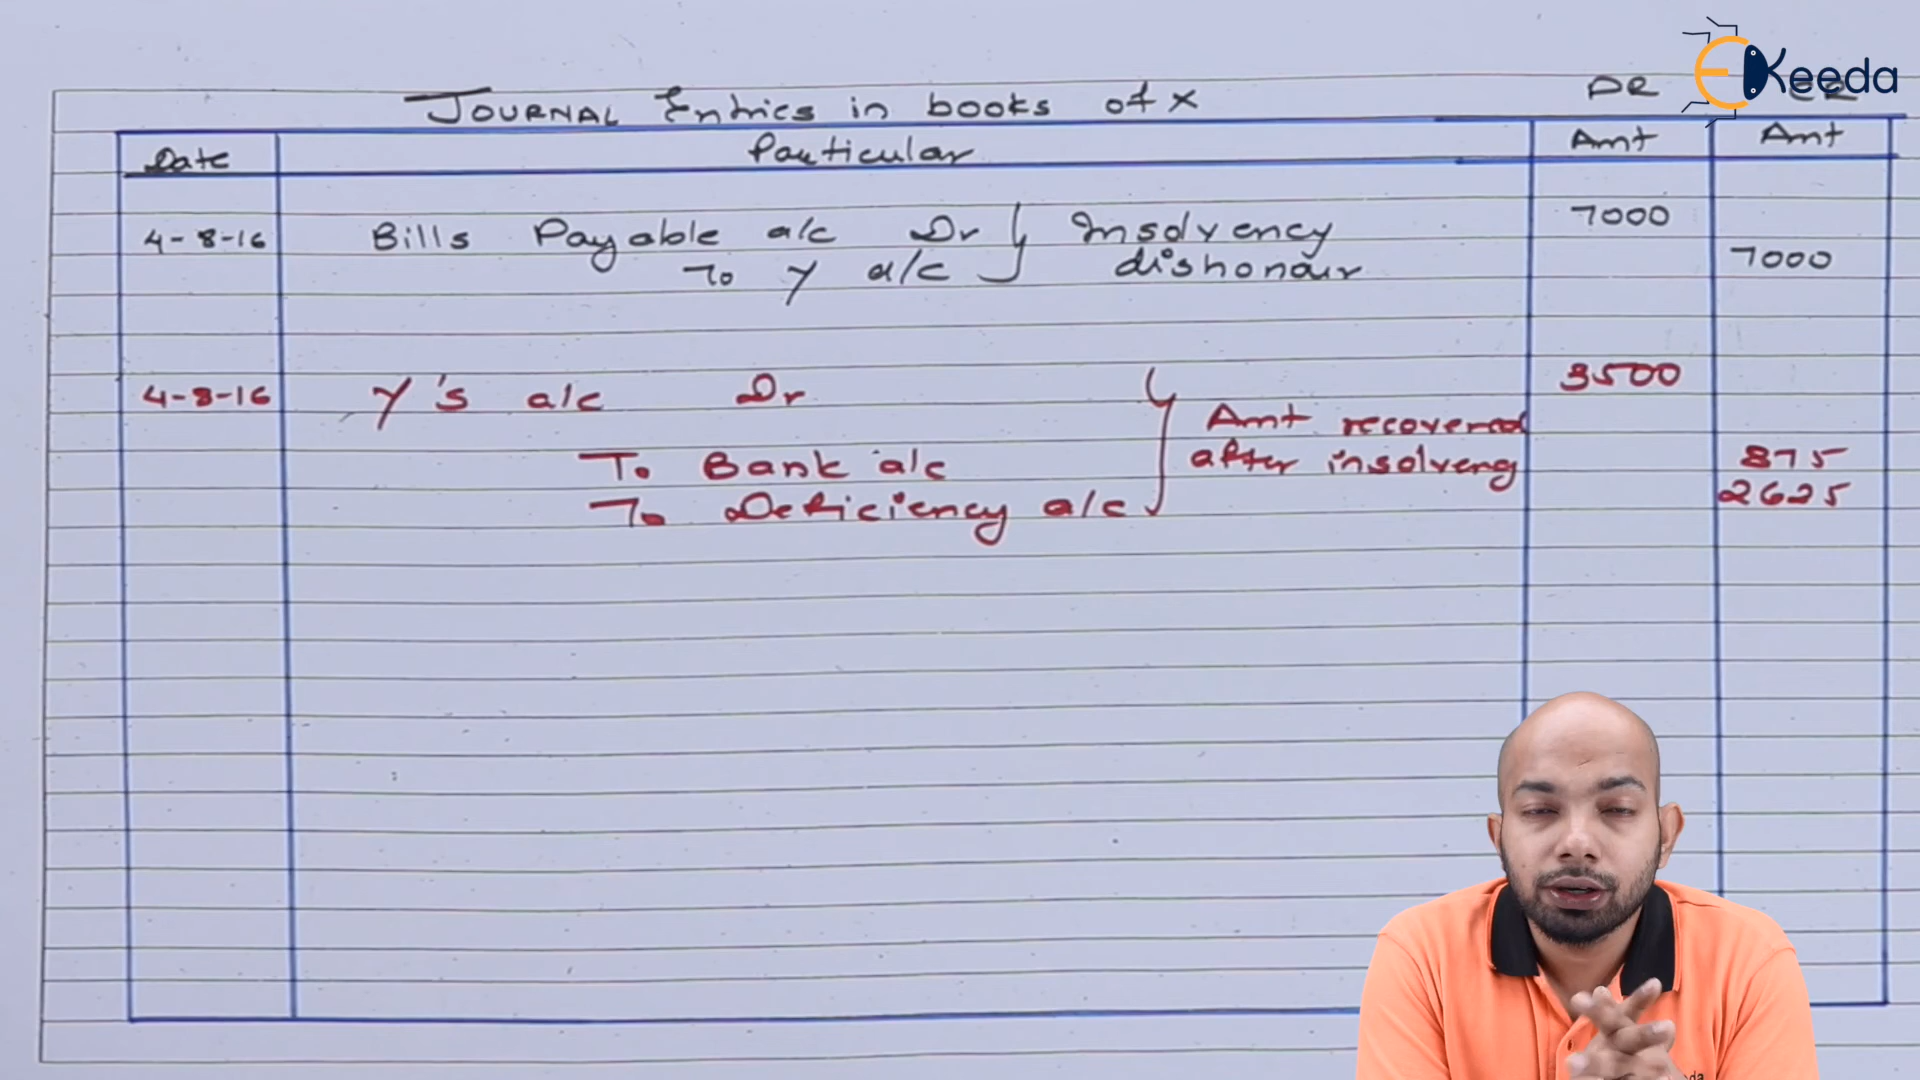 Keeda
JOURNAL Entries in books of X
DR CR
Date Particular Amt Amt
4-8-16 Bills Payable a/c Dr Insolvency 7000
To Y a/c dishonour 7000
4-8-16 Y's a/c Dr 3500
Amt recovered
To Bank a/c after insolvency 875
To Deficiency a/c 2625